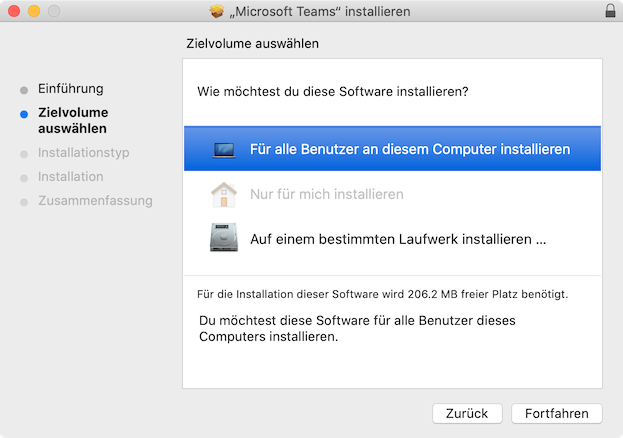 „Microsoft Teams“ installieren
Zielvolume auswählen
Einführung
Zielvolume
auswählen
Installationstyp
Installation
Zusammenfassung
Wie möchtest du diese Software installieren?
Für alle Benutzer an diesem Computer installieren
Nur für mich installieren
Auf einem bestimmten Laufwerk installieren ...
Für die Installation dieser Software wird 206.2 MB freier Platz benötigt.
Du möchtest diese Software für alle Benutzer dieses
Computers installieren.
Zurück
Fortfahren